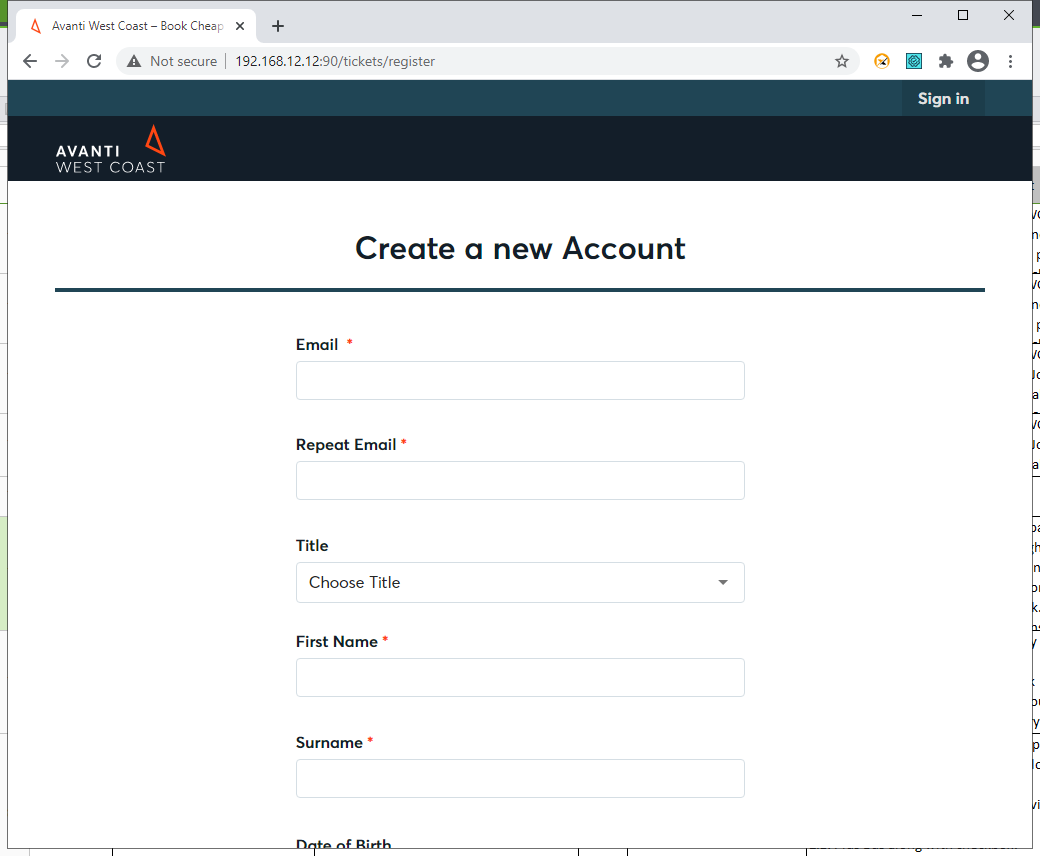 Avanti West Coast – Book Cheap
Not secure
192.168.12.12:90/tickets/register
Sign in
AVANTI
WEST COAST
Create a new Account
Email *
Repeat Email *
Title
Choose Title
First Name *
Surname *
Date of Birth